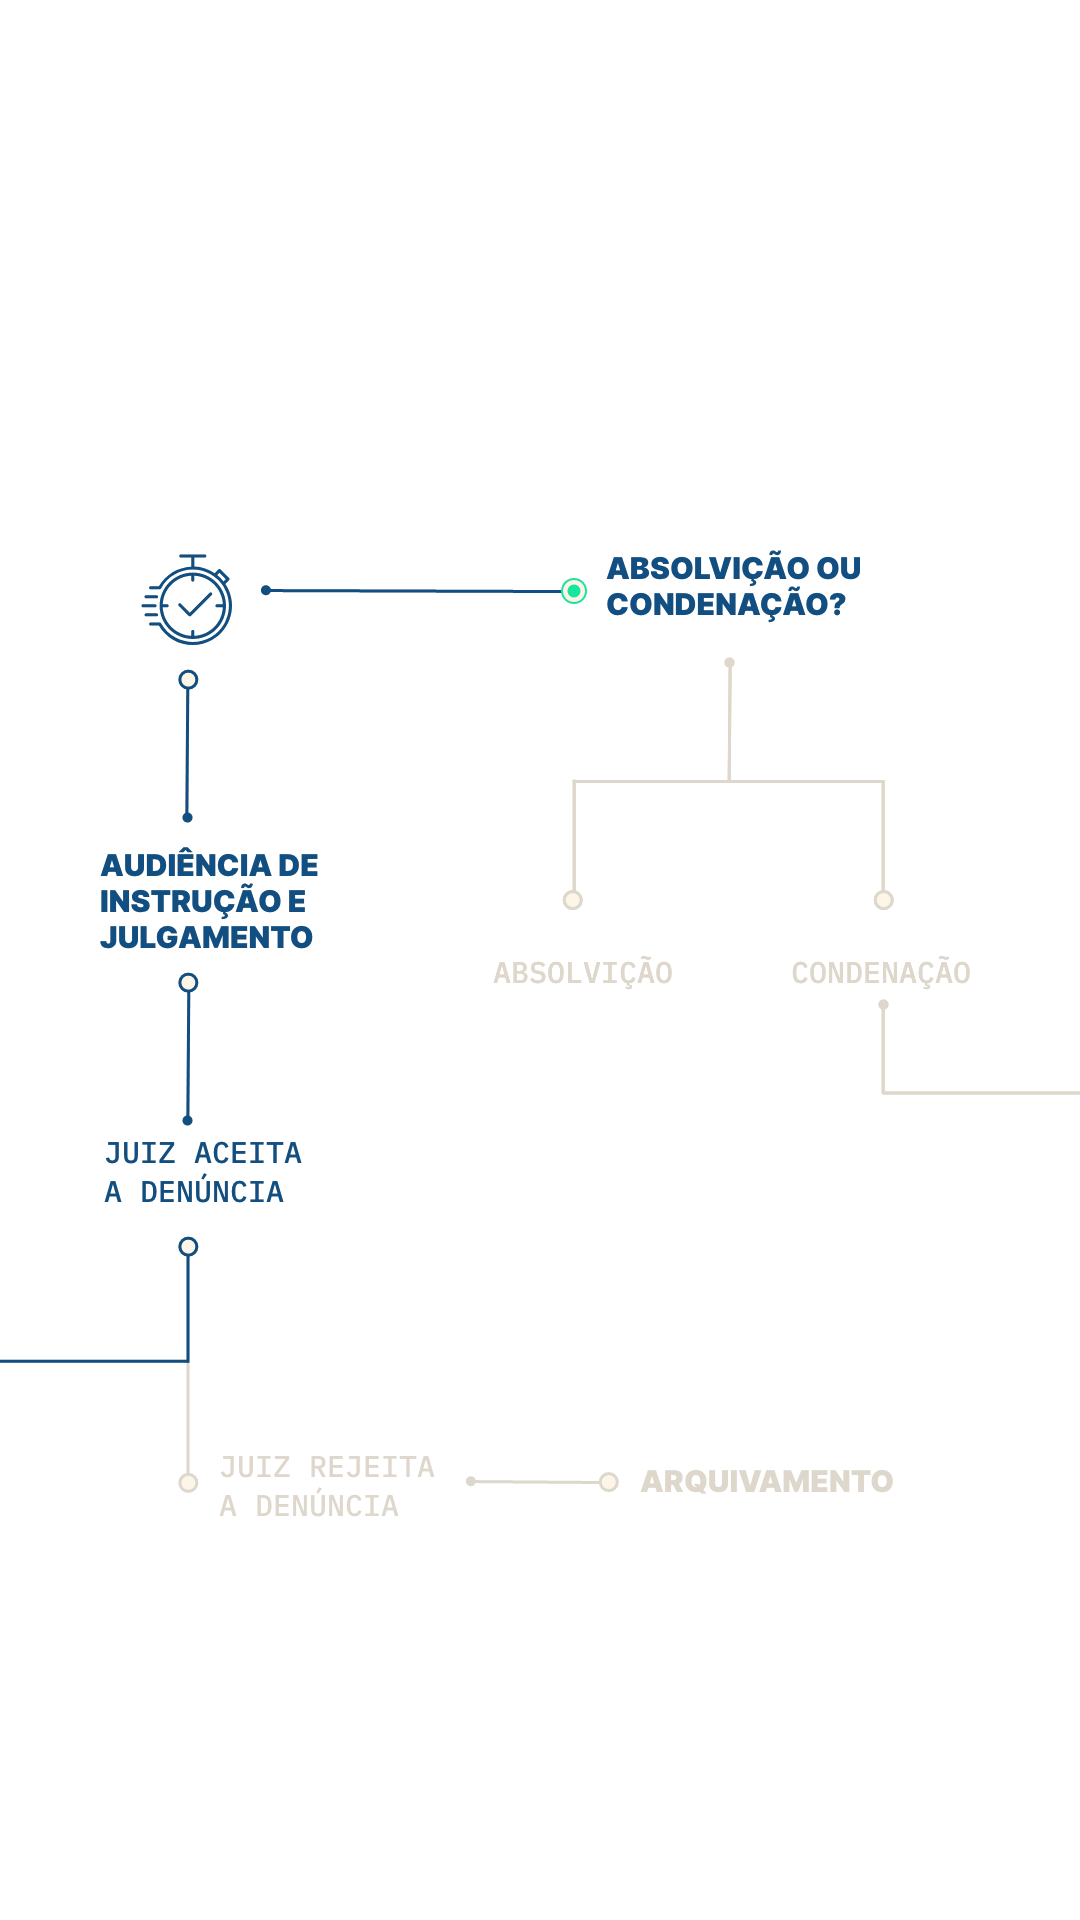 ABSOLVIÇÃO OU
CONDENAÇÃO?
AUDIÊNCIA DE
INSTRUÇÃO E
JULGAMENTO
ABSOLVIÇÃO
CONDENAÇÃO
JUIZ ACEITA
A DENÚNCIA
JUIZ REJEITA
A DENÚNCIA
ARQUIVAMENTO